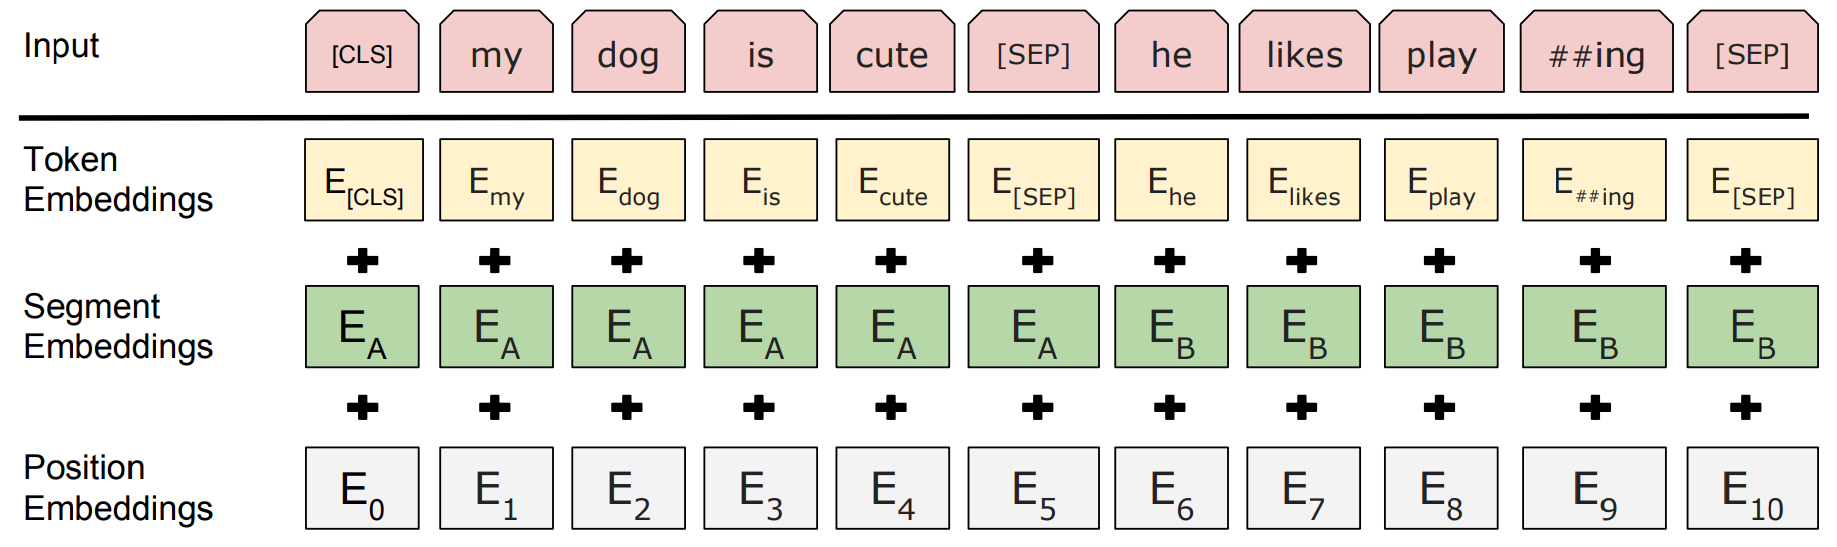 Input [CLS] my dog is cute [SEP] he likes play ##ing [SEP]
Token Embeddings E[CLS] Emy Edog Eis Ecute E[SEP] Ehe Elikes Eplay E##ing E[SEP]
+ + + + + + + + + + +
Segment Embeddings EA EA EA EA EA EA EB EB EB EB EB
+ + + + + + + + + + +
Position Embeddings E0 E1 E2 E3 E4 E5 E6 E7 E8 E9 E10